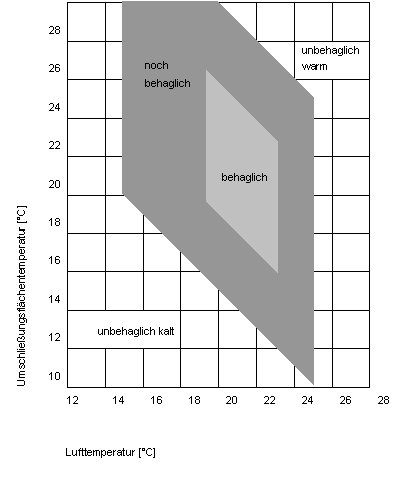 28
unbehaglich
warm
26
noch
behaglich
24
22
behaglich
20
18
16
14
unbehaglich kalt
12
10
12 14 16 18 20 22 24 26 28
Umschließungsflächentemperatur [°C]
Lufttemperatur [°C]